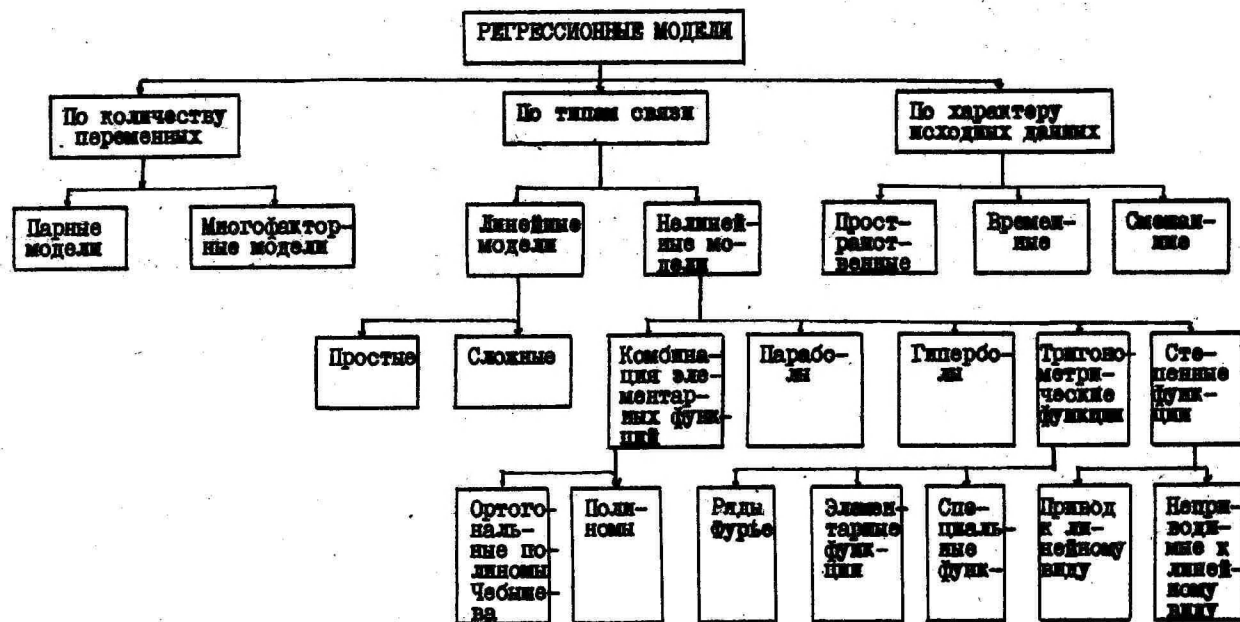 РЕГРЕССИОННЫЕ МОДЕЛИ
По количеству
переменных
По типам связи
По характеру
исходных данных
Парные
модели
Многофактор-
ные модели
Линейные
модели
Нелиней-
ные мо-
дели
Прост-
ранст-
венные
Времен-
ные
Смешан-
ные
Простые
Сложные
Комбина-
ция эле-
ментар-
ных функ-
ций
Парабо-
лы
Гипербо-
лы
Тригоно-
метри-
ческие
функции
Сте-
пенные
функ-
ции
Ортого-
наль-
ные по-
линомы
Чебыше-
ва
Поли-
номы
Ряды
Фурье
Элемен-
тарные
функ-
ции
Спе-
циаль-
ные
функ-
Привод
к ли-
нейному
виду
Непри-
водим-
мые к
линей-
ному
виду